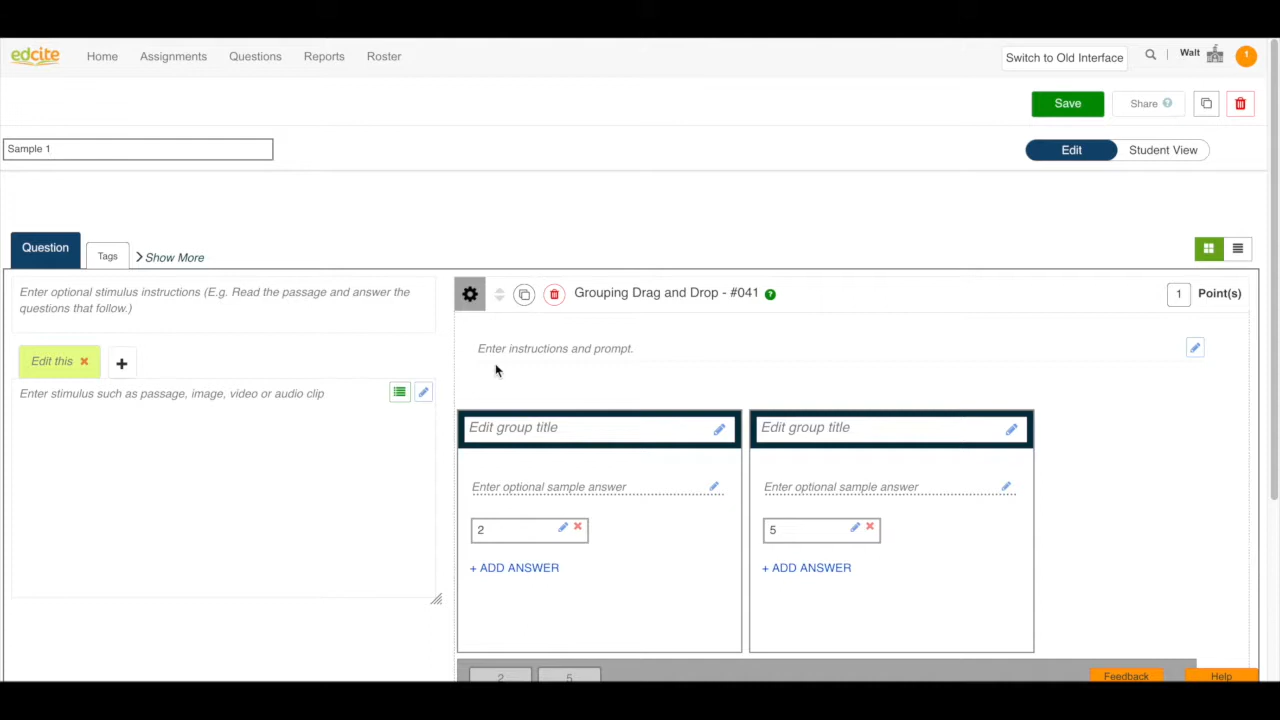 edcite Home Assignments Questions Reports Roster Switch to Old Interface Walt 1
Save Share ?
Sample 1 Edit Student View
Question Tags Show More
Enter optional stimulus instructions (E.g. Read the passage and answer the
questions that follow.)
Grouping Drag and Drop - #041 ? 1 Point(s)
Enter instructions and prompt.
Edit this
Enter stimulus such as passage, image, video or audio clip
Edit group title Edit group title
Enter optional sample answer Enter optional sample answer
2 5
+ ADD ANSWER + ADD ANSWER
2 5
Feedback Help